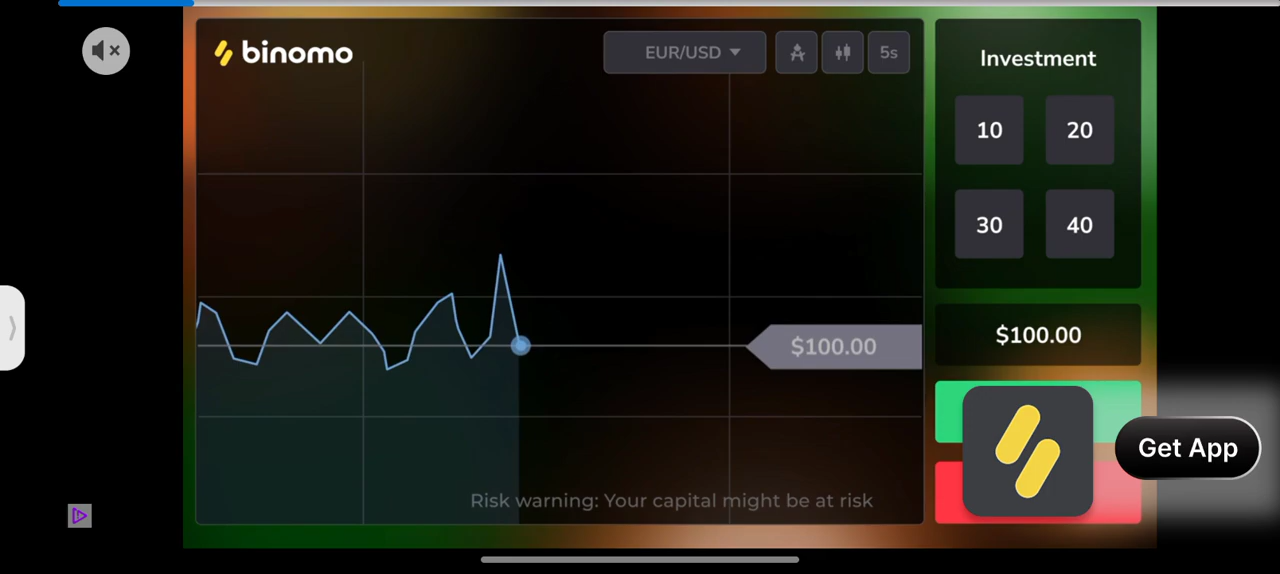 binomo
EUR/USD
5s
Investment
10
20
30
40
$100.00
$100.00
Get App
Risk warning: Your capital might be at risk